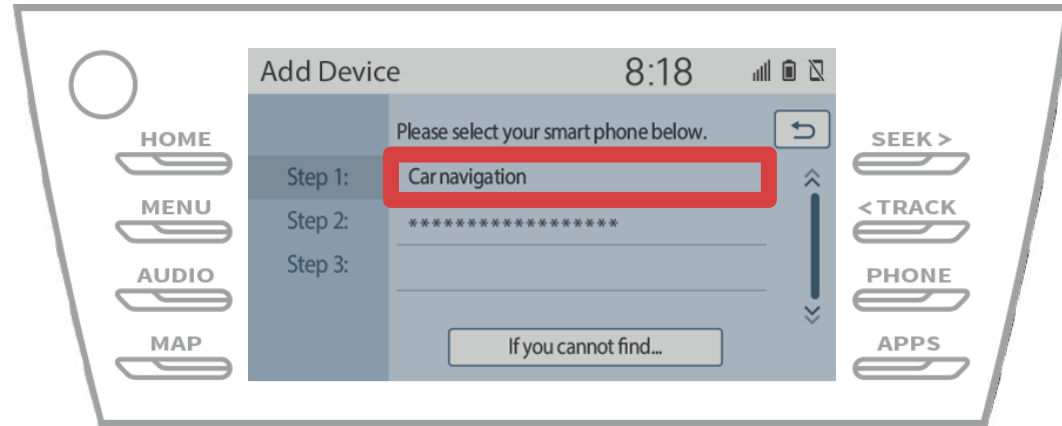 Add Device 8:18
HOME
MENU
AUDIO
MAP
Please select your smart phone below.
Step 1: Car navigation
Step 2: ******************
Step 3:
If you cannot find...
SEEK >
< TRACK
PHONE
APPS